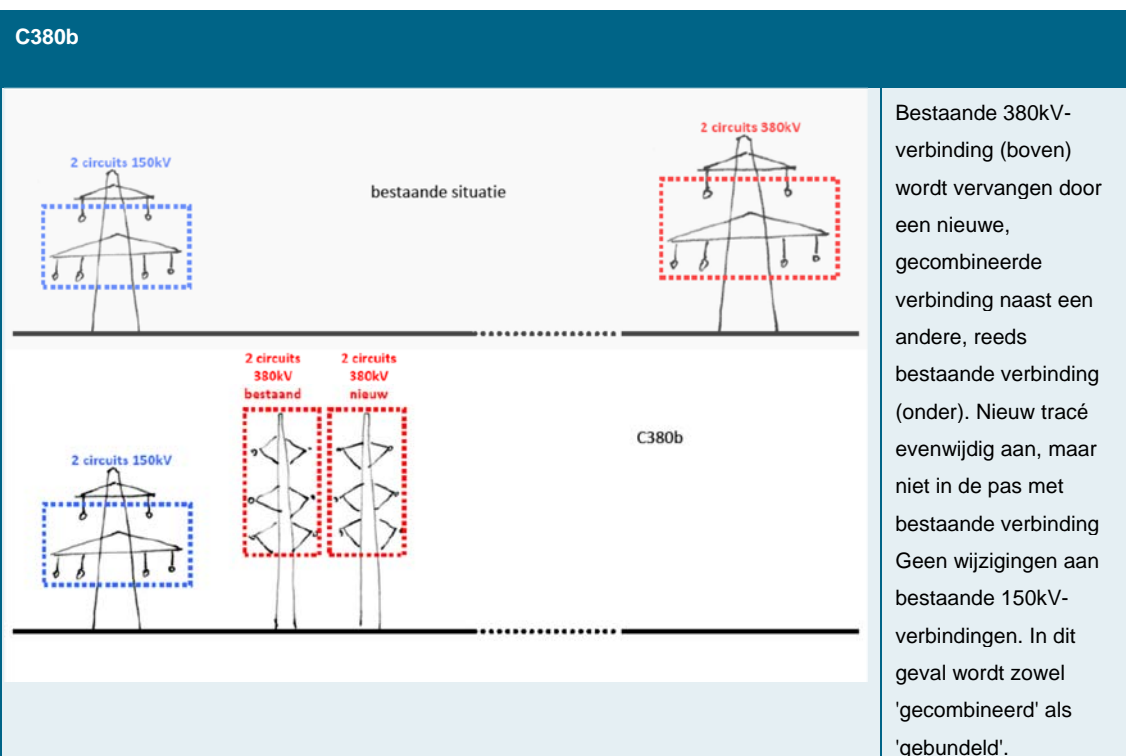 C380b
2 circuits 150kV
bestaande situatie
2 circuits 380kV
2 circuits
380kV
bestaand
2 circuits
380kV
nieuw
2 circuits 150kV
C380b
Bestaande 380kV-
verbinding (boven)
wordt vervangen door
een nieuwe,
gecombineerde
verbinding naast een
andere, reeds
bestaande verbinding
(onder). Nieuw tracé
evenwijdig aan, maar
niet in de pas met
bestaande verbinding
Geen wijzigingen aan
bestaande 150kV-
verbindingen. In dit
geval wordt zowel
'gecombineerd' als
'gebundeld'.